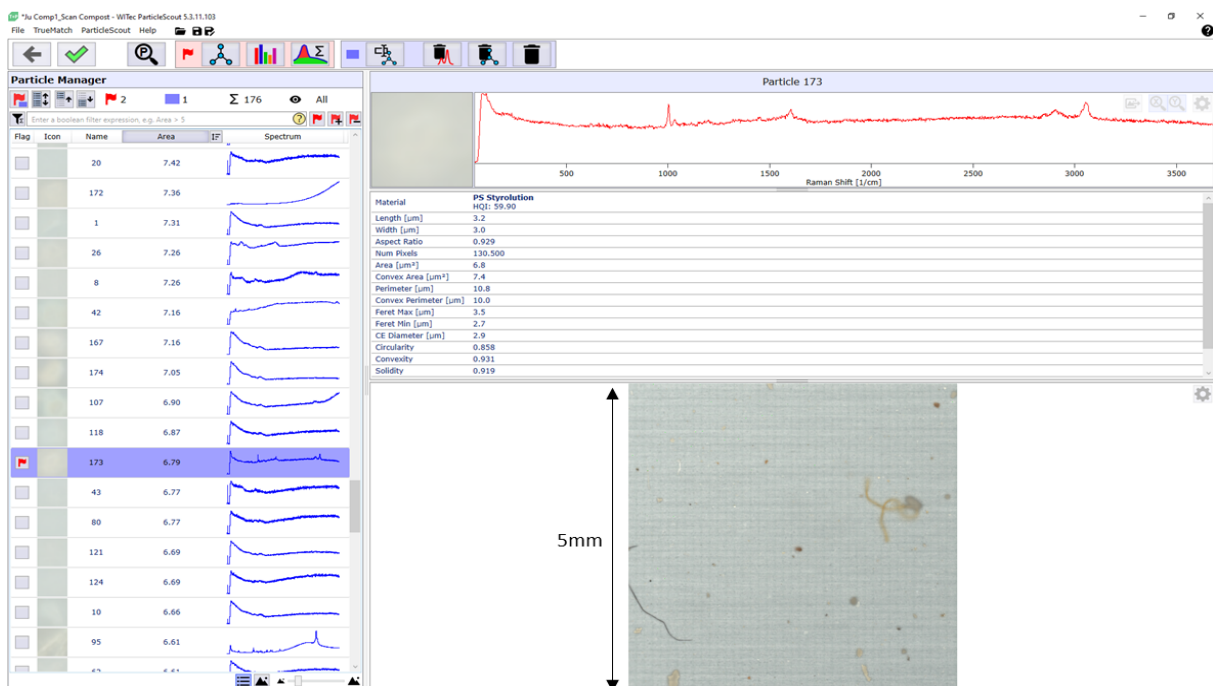 *Ju Comp1_Scan Compost - WITec ParticleScout 5.3.11.103
File TrueMatch ParticleScout Help
Particle Manager
2 1 Σ 176 All
Enter a boolean filter expression, e.g. Area > 5
Flag Icon Name Area Spectrum
20 7.42
172 7.36
1 7.31
26 7.26
8 7.26
42 7.16
167 7.16
174 7.05
107 6.90
118 6.87
173 6.79
43 6.77
80 6.77
121 6.69
124 6.69
10 6.66
95 6.61
Particle 173
500 1000 1500 2000 2500 3000 3500
Raman Shift [1/cm]
Material PS Styrolution
HQI: 59.90
Length [µm] 3.2
Width [µm] 3.0
Aspect Ratio 0.929
Num Pixels 130.500
Area [µm²] 6.8
Convex Area [µm²] 7.4
Perimeter [µm] 10.8
Convex Perimeter [µm] 10.0
Feret Max [µm] 3.5
Feret Min [µm] 2.7
CE Diameter [µm] 2.9
Circularity 0.858
Convexity 0.931
Solidity 0.919
5mm